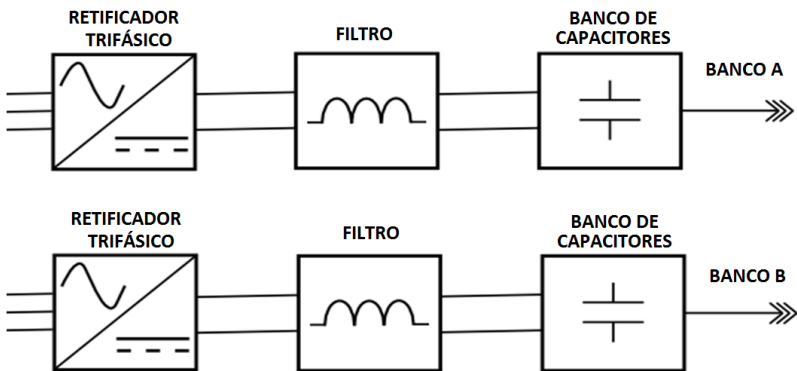 RETIFICADOR
TRIFÁSICO
FILTRO
BANCO DE
CAPACITORES
BANCO A
RETIFICADOR
TRIFÁSICO
FILTRO
BANCO DE
CAPACITORES
BANCO B